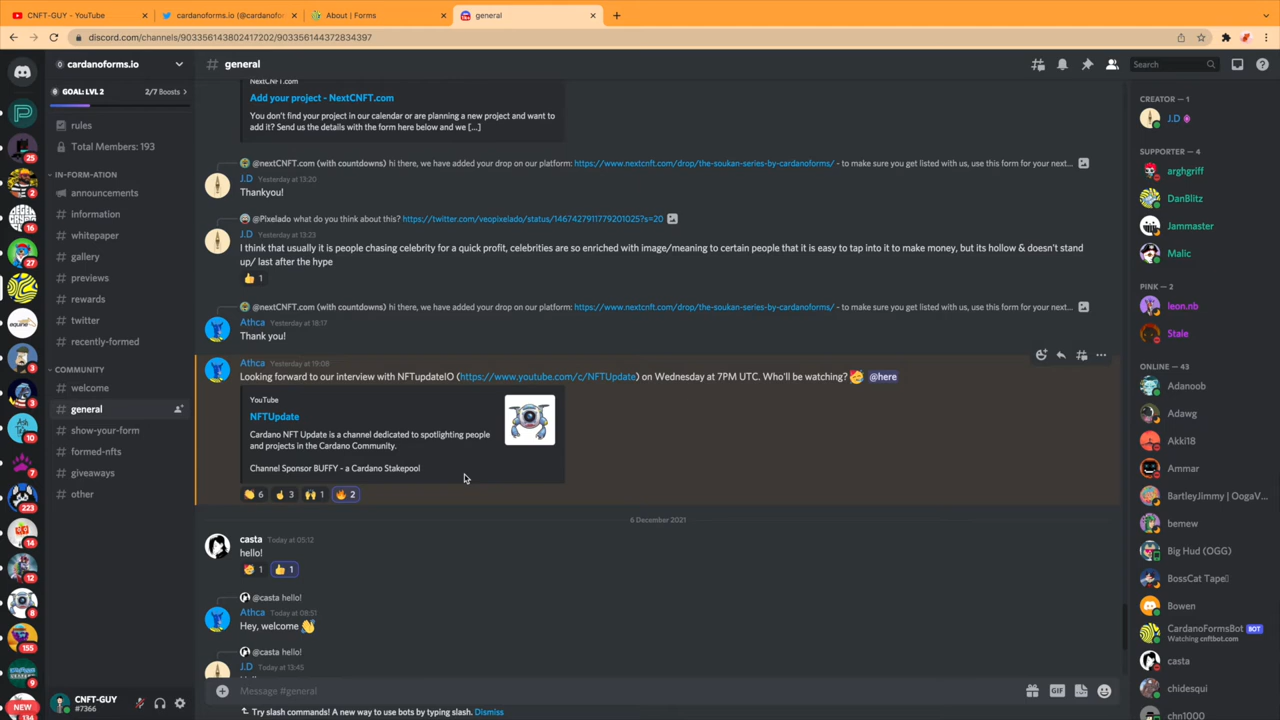 CNFT-GUY - YouTube
cardanoforms.io (@cardanofor
About | Forms
general
discord.com/channels/903356143802417202/903356144372834397
cardanoforms.io
general
Search
GOAL: LVL 2
2/7 Boosts
rules
Total Members: 193
IN-FORM-ATION
announcements
information
whitepaper
gallery
previews
rewards
twitter
recently-formed
COMMUNITY
welcome
general
show-your-form
formed-nfts
giveaways
other
CNFT-GUY
#7366
25
2
16
27
6
3
10
7
223
14
12
8
155
9
NEW
134
NextCNFT.com
Add your project - NextCNFT.com
You don't find your project in our calendar or are planning a new project and want
to add it? Send us the details with the form here below and we [...]
@nextCNFT.com (with countdowns) hi there, we have added your drop on our platform: https://www.nextcnft.com/drop/the-soukan-series-by-cardanoforms/ - to make sure you get listed with us, use this form for your next...
J.D Yesterday at 13:20
Thankyou!
@Pixelado what do you think about this? https://twitter.com/veopixelado/status/1467427911779201025?s=20
J.D Yesterday at 13:23
I think that usually it is people chasing celebrity for a quick profit, celebrities are so enriched with image/meaning to certain people that it is easy to tap into it to make money, but its hollow & doesn't stand
up/ last after the hype
1
@nextCNFT.com (with countdowns) hi there, we have added your drop on our platform: https://www.nextcnft.com/drop/the-soukan-series-by-cardanoforms/ - to make sure you get listed with us, use this form for your next...
Athca Yesterday at 18:17
Thank you!
Athca Yesterday at 19:08
Looking forward to our interview with NFTupdateIO (https://www.youtube.com/c/NFTUpdate) on Wednesday at 7PM UTC. Who'll be watching? @here
YouTube
NFTUpdate
Cardano NFT Update is a channel dedicated to spotlighting people
and projects in the Cardano Community.
Channel Sponsor BUFFY - a Cardano Stakepool
6 3 1 2
6 December 2021
casta Today at 05:12
hello!
1 1
@casta hello!
Athca Today at 08:51
Hey, welcome
@casta hello!
J.D Today at 13:45
Message #general
GIF
Try slash commands! A new way to use bots by typing slash. Dismiss
CREATOR — 1
J.D
SUPPORTER — 4
arghgriff
DanBlitz
Jammaster
Malic
PINK — 2
leon.nb
Stale
ONLINE — 43
Adanoob
Adawg
Akki18
Ammar
BartleyJimmy | OogaV...
bemew
Big Hud (OGG)
BossCat Tape
Bowen
CardanoFormsBot BOT
Watching cnftbot.com
casta
chidesqui
chn1000